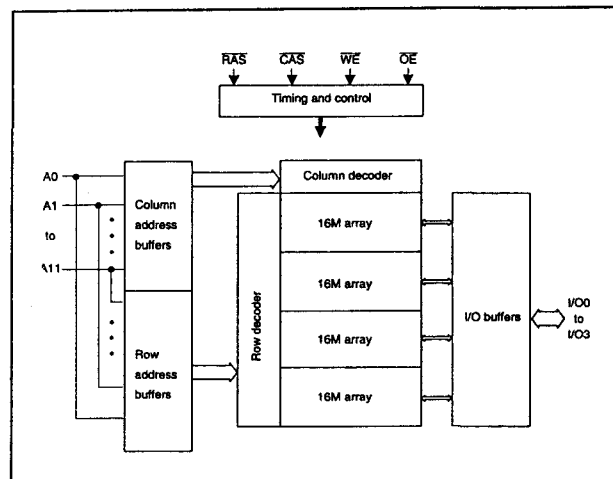 RAS CAS WE OE
Timing and control
A0
A1
to
A11
Column
address
buffers
Row
address
buffers
Column decoder
Row decoder
16M array
16M array
16M array
16M array
I/O buffers
I/O0
to
I/O3